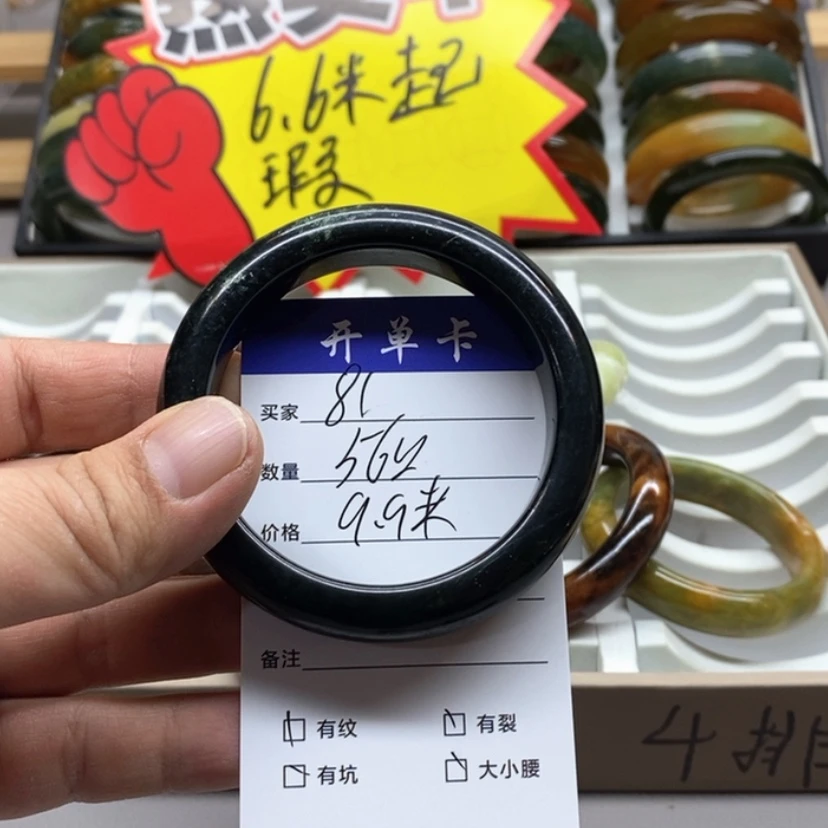 6.6米起
瑕
开单卡
买家 81
数量 56
价格 9.9米
备注
有纹 有裂
有坑 大小腰
4排